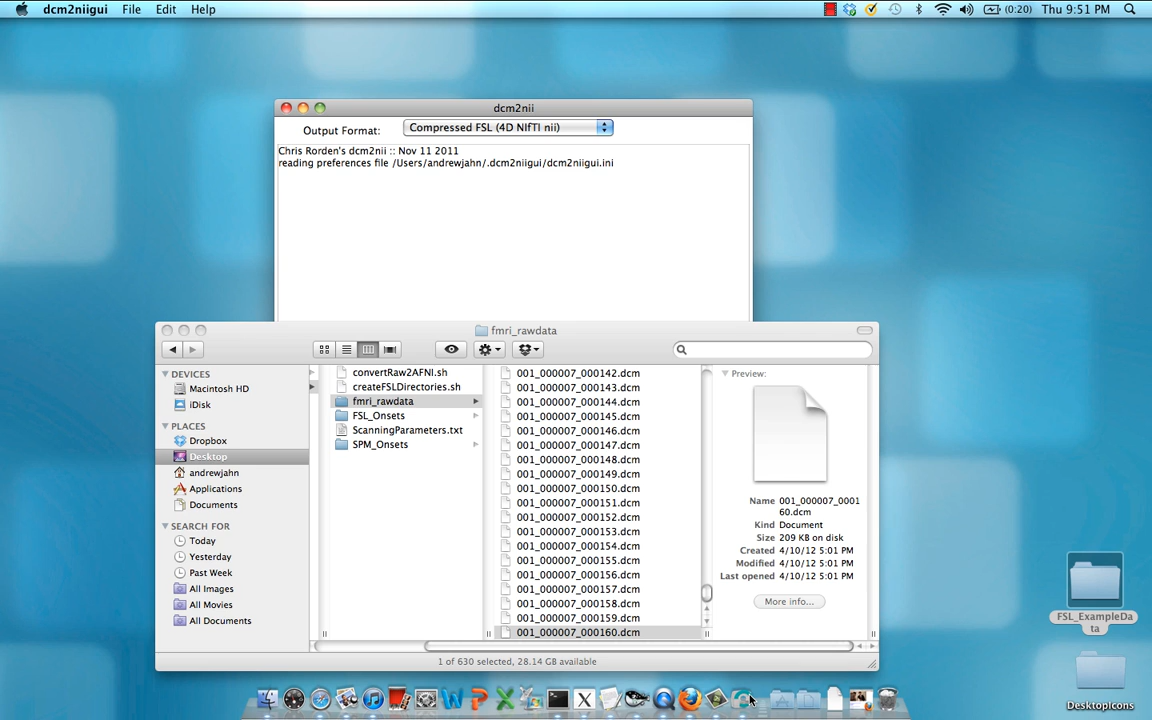 dcm2niigui File Edit Help
(0:20) Thu 9:51 PM
dcm2nii
Output Format: Compressed FSL (4D NIfTI nii)
Chris Rorden's dcm2nii :: Nov 11 2011
reading preferences file /Users/andrewjahn/.dcm2niigui/dcm2niigui.ini
fmri_rawdata
DEVICES
Macintosh HD
iDisk
PLACES
Dropbox
Desktop
andrewjahn
Applications
Documents
SEARCH FOR
Today
Yesterday
Past Week
All Images
All Movies
All Documents
convertRaw2AFNI.sh
createFSLDirectories.sh
fmri_rawdata
FSL_Onsets
ScanningParameters.txt
SPM_Onsets
001_000007_000142.dcm
001_000007_000143.dcm
001_000007_000144.dcm
001_000007_000145.dcm
001_000007_000146.dcm
001_000007_000147.dcm
001_000007_000148.dcm
001_000007_000149.dcm
001_000007_000150.dcm
001_000007_000151.dcm
001_000007_000152.dcm
001_000007_000153.dcm
001_000007_000154.dcm
001_000007_000155.dcm
001_000007_000156.dcm
001_000007_000157.dcm
001_000007_000158.dcm
001_000007_000159.dcm
001_000007_000160.dcm
Preview:
Name 001_000007_0001
60.dcm
Kind Document
Size 209 KB on disk
Created 4/10/12 5:01 PM
Modified 4/10/12 5:01 PM
Last opened 4/10/12 5:01 PM
More info...
1 of 630 selected, 28.14 GB available
FSL_ExampleDa
ta
DesktopIcons